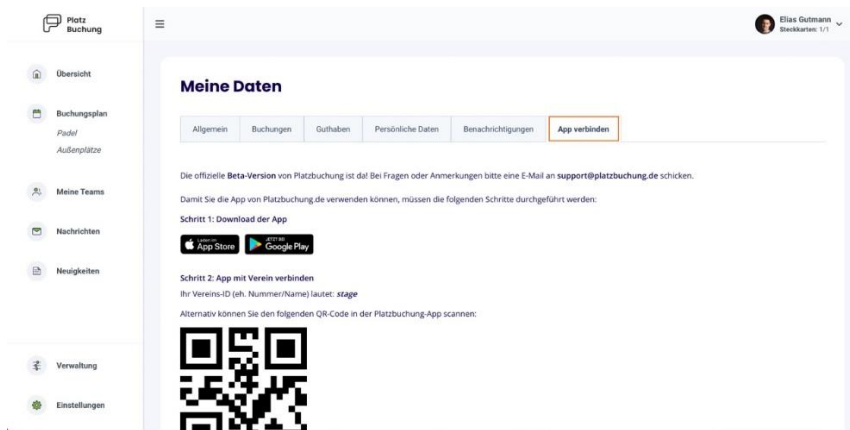 Platz
Buchung
Elias Gutmann
Steckkarten: 1/1
Übersicht
Buchungsplan
Padel
Außenplätze
Meine Teams
Nachrichten
Neuigkeiten
Verwaltung
Einstellungen
Meine Daten
Allgemein
Buchungen
Guthaben
Persönliche Daten
Benachrichtigungen
App verbinden
Die offizielle Beta-Version von Platzbuchung ist da! Bei Fragen oder Anmerkungen bitte eine E-Mail an support@platzbuchung.de schicken.
Damit Sie die App von Platzbuchung.de verwenden können, müssen die folgenden Schritte durchgeführt werden:
Schritt 1: Download der App
Laden im
App Store
JETZT BEI
Google Play
Schritt 2: App mit Verein verbinden
Ihr Vereins-ID (eh. Nummer/Name) lautet: stage
Alternativ können Sie den folgenden QR-Code in der Platzbuchung-App scannen: